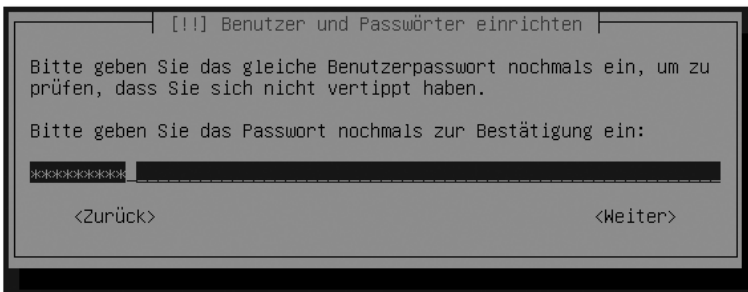 [!!] Benutzer und Passwörter einrichten
Bitte geben Sie das gleiche Benutzerpasswort nochmals ein, um zu
prüfen, dass Sie sich nicht vertippt haben.
Bitte geben Sie das Passwort nochmals zur Bestätigung ein:
*********
<Zurück> <Weiter>